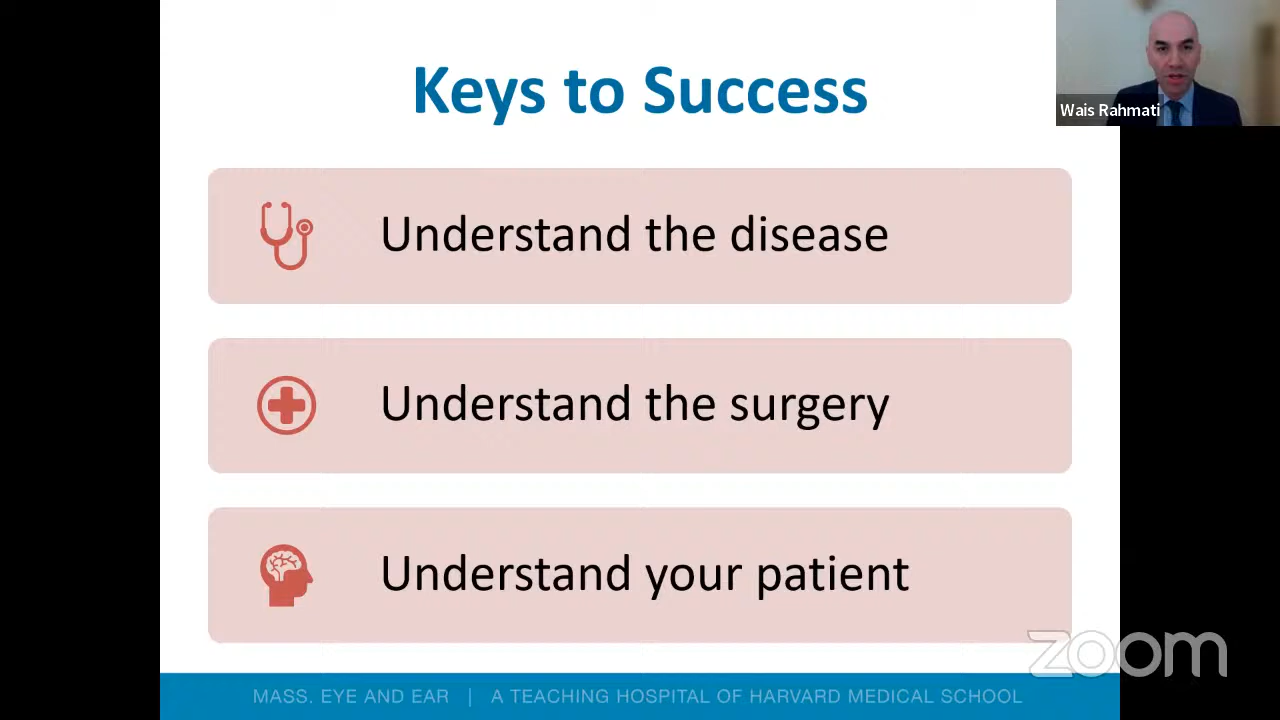 Keys to Success
Wais Rahmati
Understand the disease
Understand the surgery
Understand your patient
zoom
MASS. EYE AND EAR | A TEACHING HOSPITAL OF HARVARD MEDICAL SCHOOL